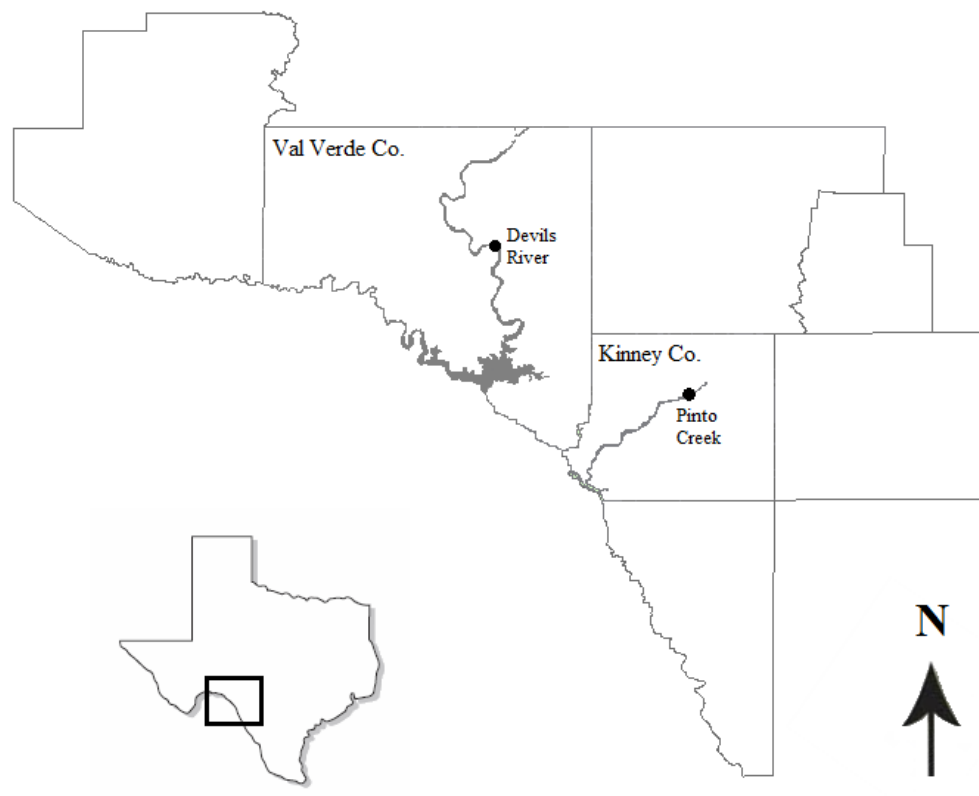 Val Verde Co.
Devils
River
Kinney Co.
Pinto
Creek
N